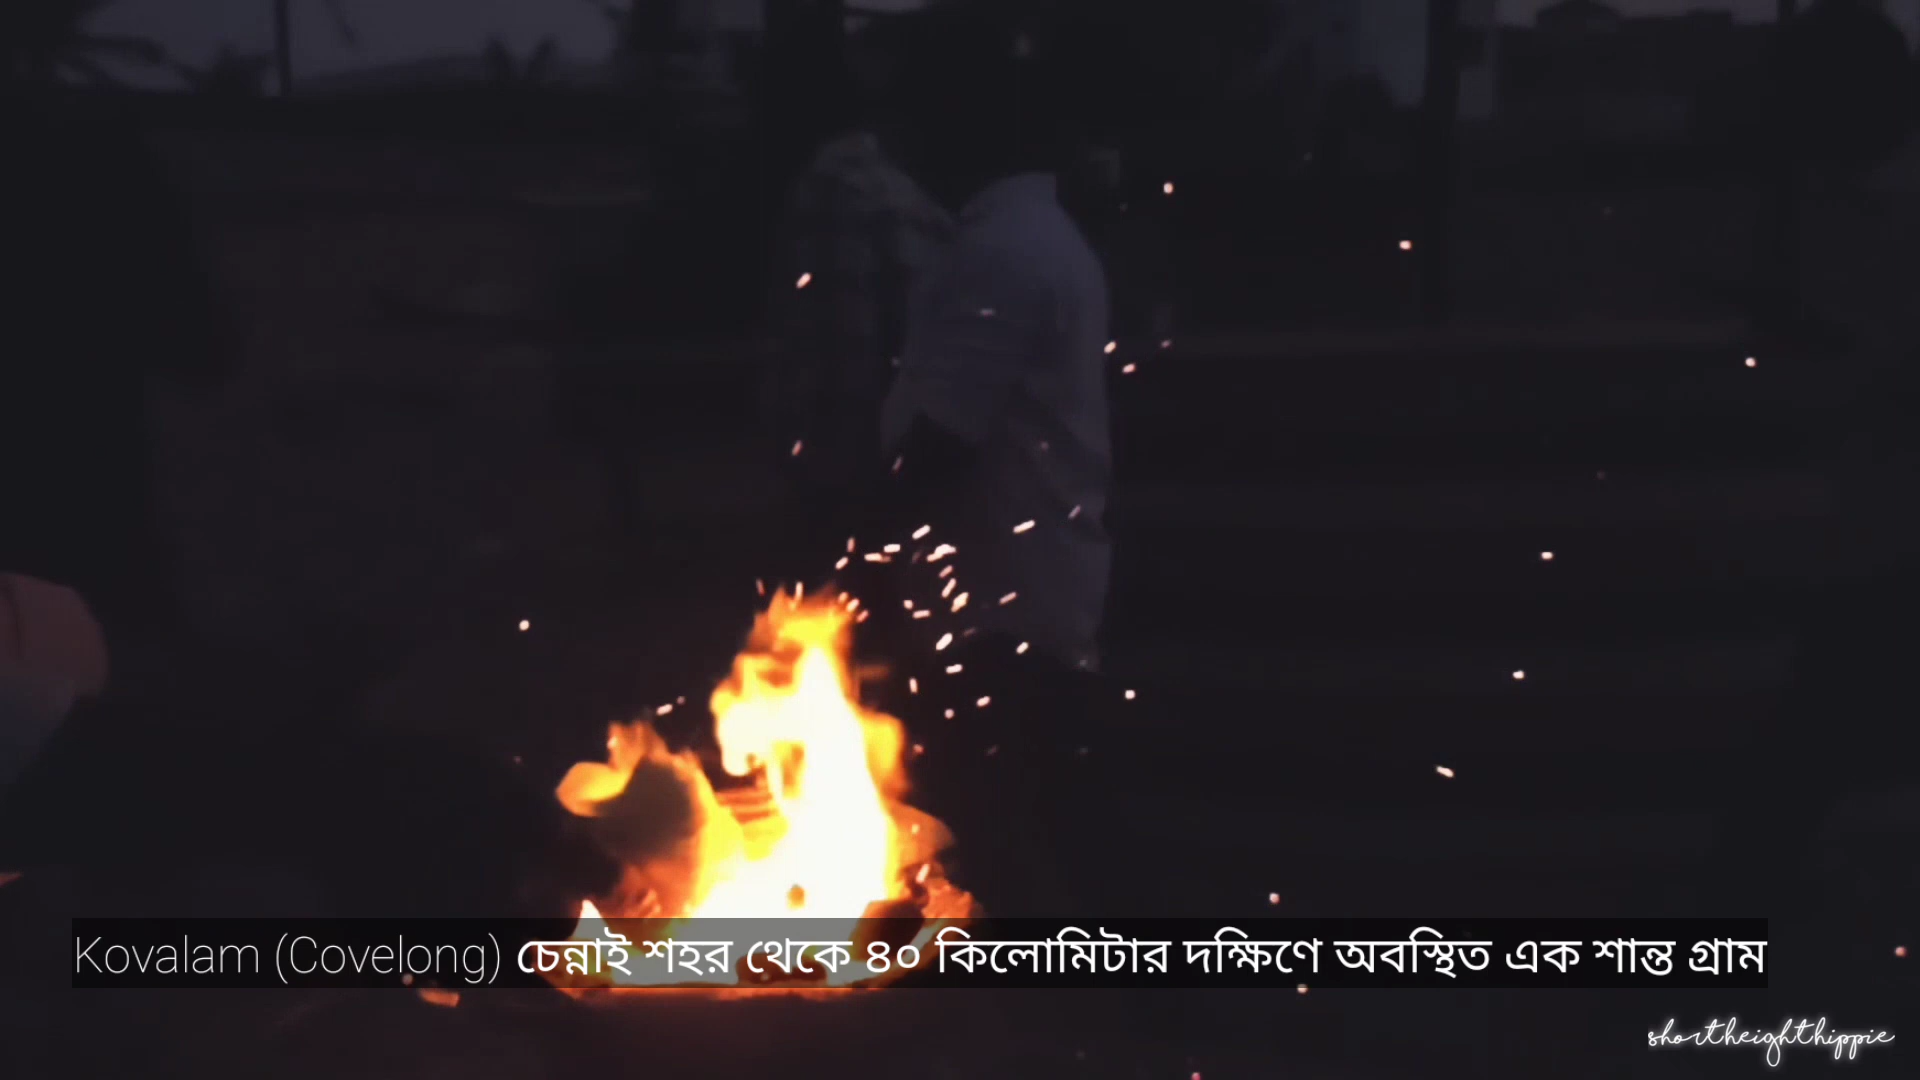 Kovalam (Covelong) চেন্নাই শহর থেকে ৪০ কিলোমিটার দক্ষিণে অবস্থিত এক শান্ত গ্রাম
shortheighthippie